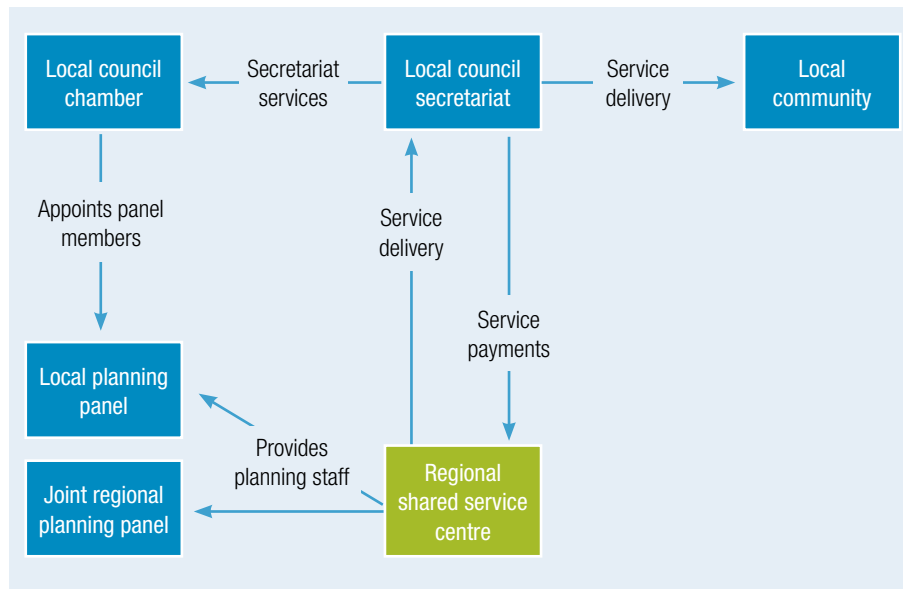 Local council
chamber
Secretariat
services
Local council
secretariat
Service
delivery
Local
community
Appoints panel
members
Service
delivery
Service
payments
Local planning
panel
Provides
planning staff
Joint regional
planning panel
Regional
shared service
centre